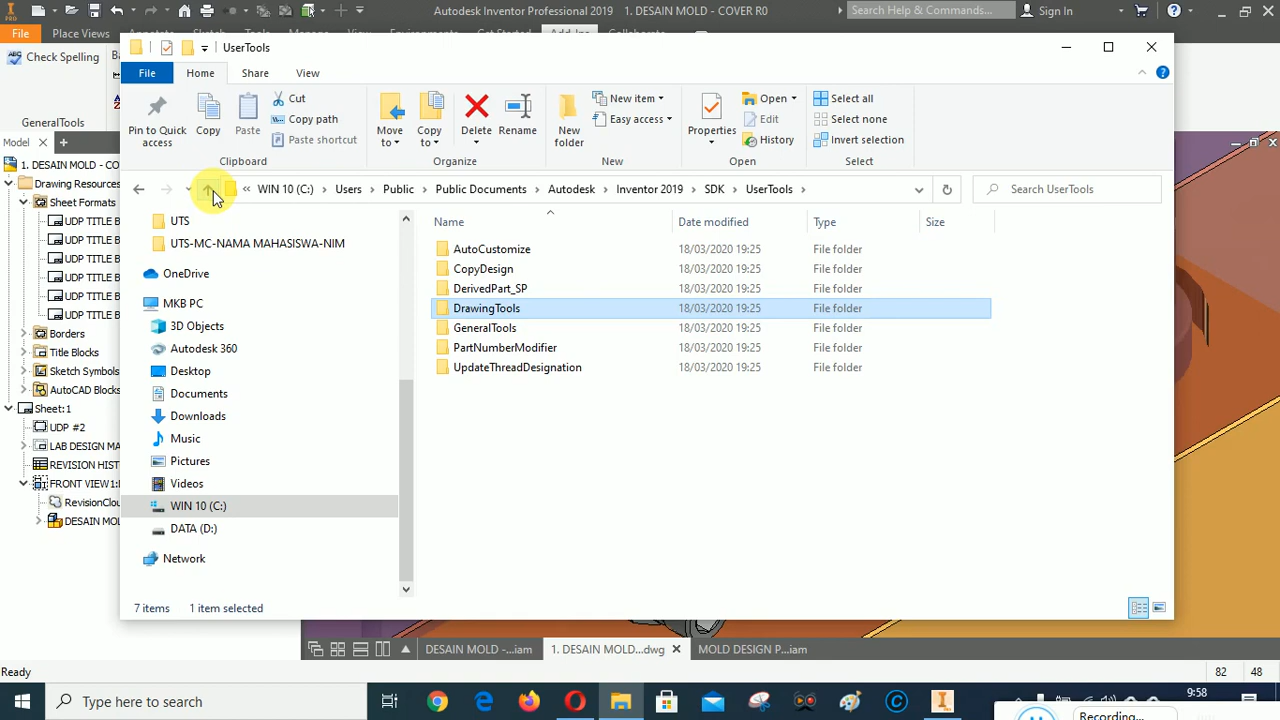 Autodesk Inventor Professional 2019 1. DESAIN MOLD - COVER R0
Search Help & Commands...
Sign In
PRO
File
Place Views
Check Spelling
GeneralTools
UserTools
File
Home
Share
View
Pin to Quick access
Copy
Paste
Cut
Copy path
Paste shortcut
Clipboard
Move to
Copy to
Delete
Rename
Organize
New folder
New item
Easy access
New
Properties
Open
Edit
History
Open
Select all
Select none
Invert selection
Select
« WIN 10 (C:) › Users › Public › Public Documents › Autodesk › Inventor 2019 › SDK › UserTools ›
Search UserTools
Model
1. DESAIN MOLD - COVER R0
Drawing Resources
Sheet Formats
UDP TITLE B
UDP TITLE B
UDP TITLE B
UDP TITLE B
UDP TITLE B
UDP TITLE B
Borders
Title Blocks
Sketch Symbols
AutoCAD Blocks
Sheet:1
UDP #2
LAB DESIGN MA
REVISION HIST
FRONT VIEW1:
RevisionCloud
DESAIN MOL
UTS
UTS-MC-NAMA MAHASISWA-NIM
OneDrive
MKB PC
3D Objects
Autodesk 360
Desktop
Documents
Downloads
Music
Pictures
Videos
WIN 10 (C:)
DATA (D:)
Network
Name Date modified Type Size
AutoCustomize 18/03/2020 19:25 File folder
CopyDesign 18/03/2020 19:25 File folder
DerivedPart_SP 18/03/2020 19:25 File folder
DrawingTools 18/03/2020 19:25 File folder
GeneralTools 18/03/2020 19:25 File folder
PartNumberModifier 18/03/2020 19:25 File folder
UpdateThreadDesignation 18/03/2020 19:25 File folder
7 items 1 item selected
DESAIN MOLD -...iam
1. DESAIN MOLD...dwg
MOLD DESIGN P...iam
Ready
82 48
Type here to search
9:58
Recording...